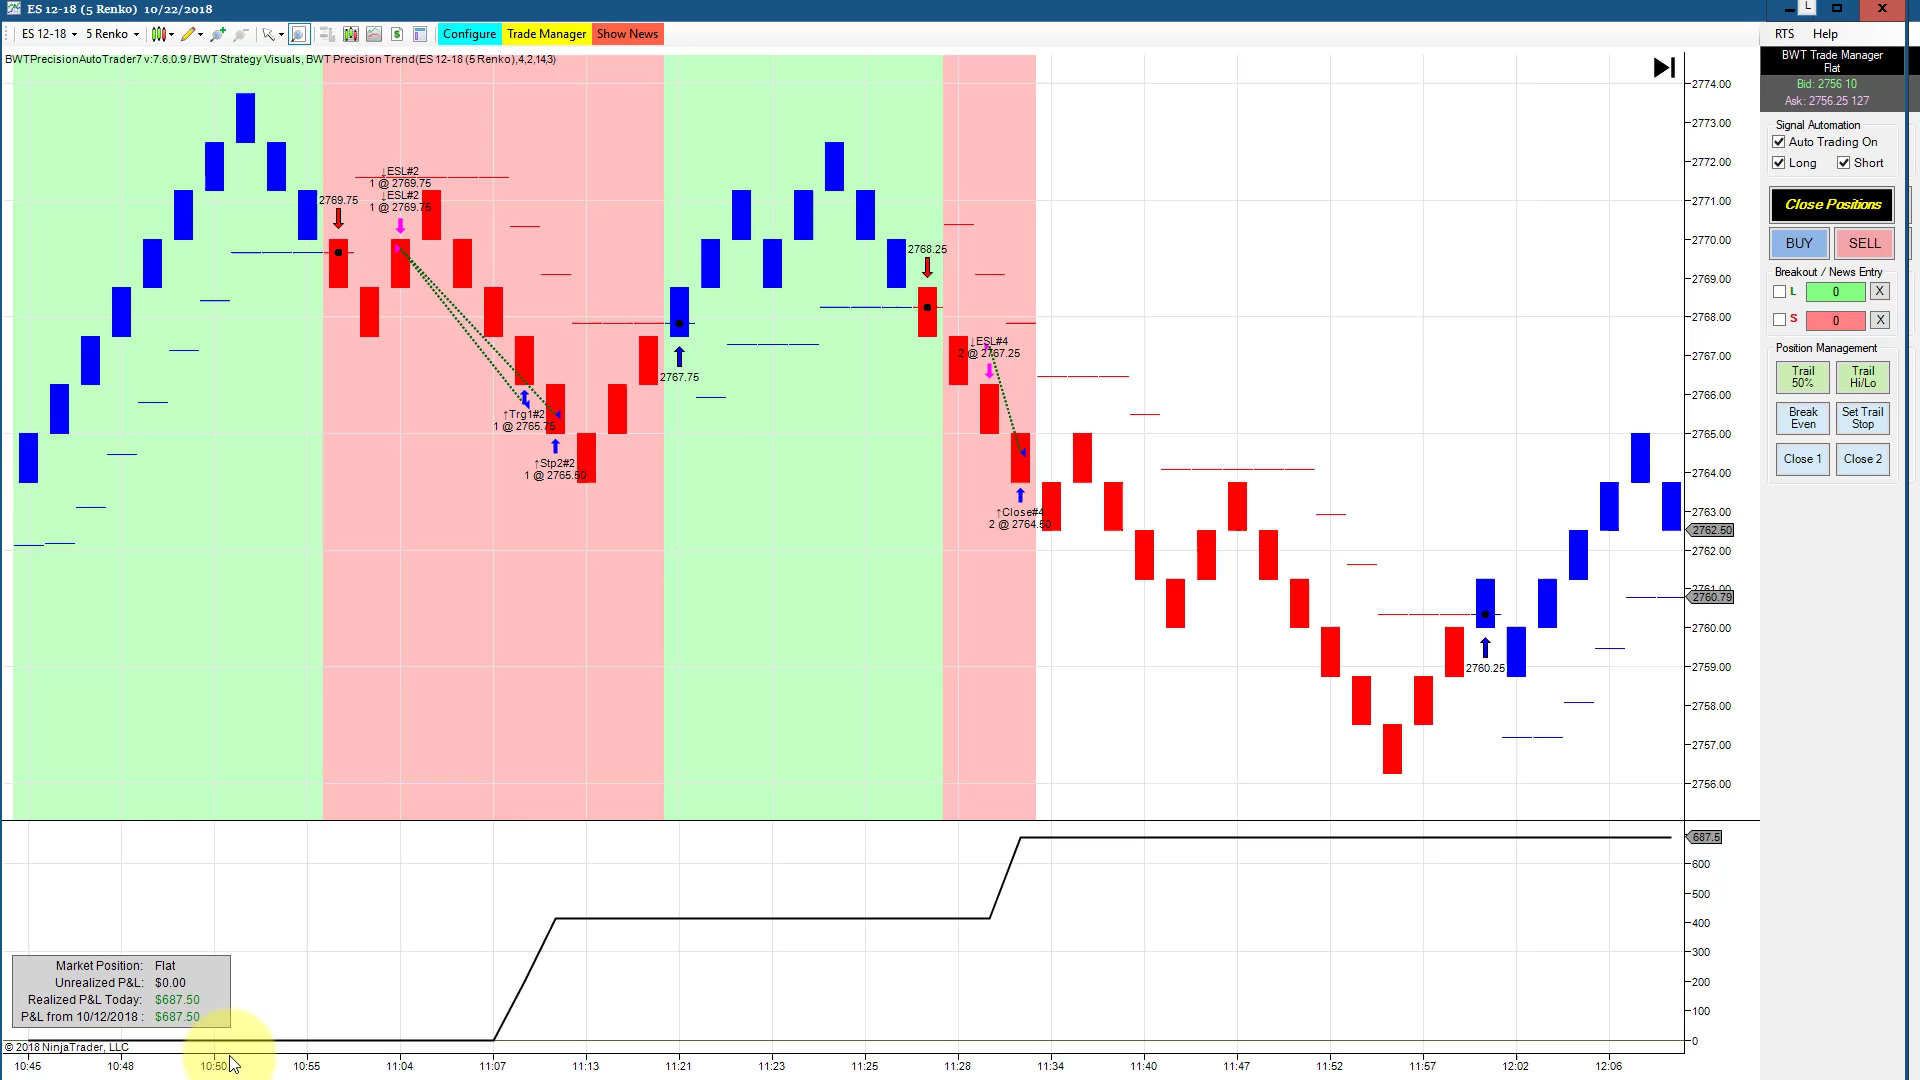 ES 12-18 (5 Renko) 10/22/2018
L
ES 12-18 5 Renko Configure Trade Manager Show News
RTS Help
BWTPrecisionAutoTrader7 v:7.6.0.9 / BWT Strategy Visuals, BWT Precision Trend(ES 12-18 (5 Renko),4,2,14,3)
BWT Trade Manager
Flat
Bid: 2756 10
Ask: 2756.25 127
Signal Automation
Auto Trading On
Long Short
Close Positions
BUY SELL
Breakout / News Entry
L 0 X
S 0 X
Position Management
Trail 50%
Trail Hi/Lo
Break Even
Set Trail Stop
Close 1 Close 2
2769.75
↓ESL#2
1 @ 2769.75
↓ESL#2
1 @ 2769.75
↑Trg1#2
1 @ 2765.75
↑Stp2#2
1 @ 2765.50
2767.75
2768.25
↓ESL#4
2 @ 2767.25
↑Close#4
2 @ 2764.50
2760.25
2774.00
2773.00
2772.00
2771.00
2770.00
2769.00
2768.00
2767.00
2766.00
2765.00
2764.00
2763.00
2762.50
2762.00
2761.00
2760.79
2760.00
2759.00
2758.00
2757.00
2756.00
687.5
600
500
400
300
200
100
0
Market Position: Flat
Unrealized P&L: $0.00
Realized P&L Today: $687.50
P&L from 10/12/2018 : $687.50
© 2018 NinjaTrader, LLC
10:45 10:48 10:50 10:55 11:04 11:07 11:13 11:21 11:23 11:25 11:28 11:34 11:40 11:47 11:52 11:57 12:02 12:06